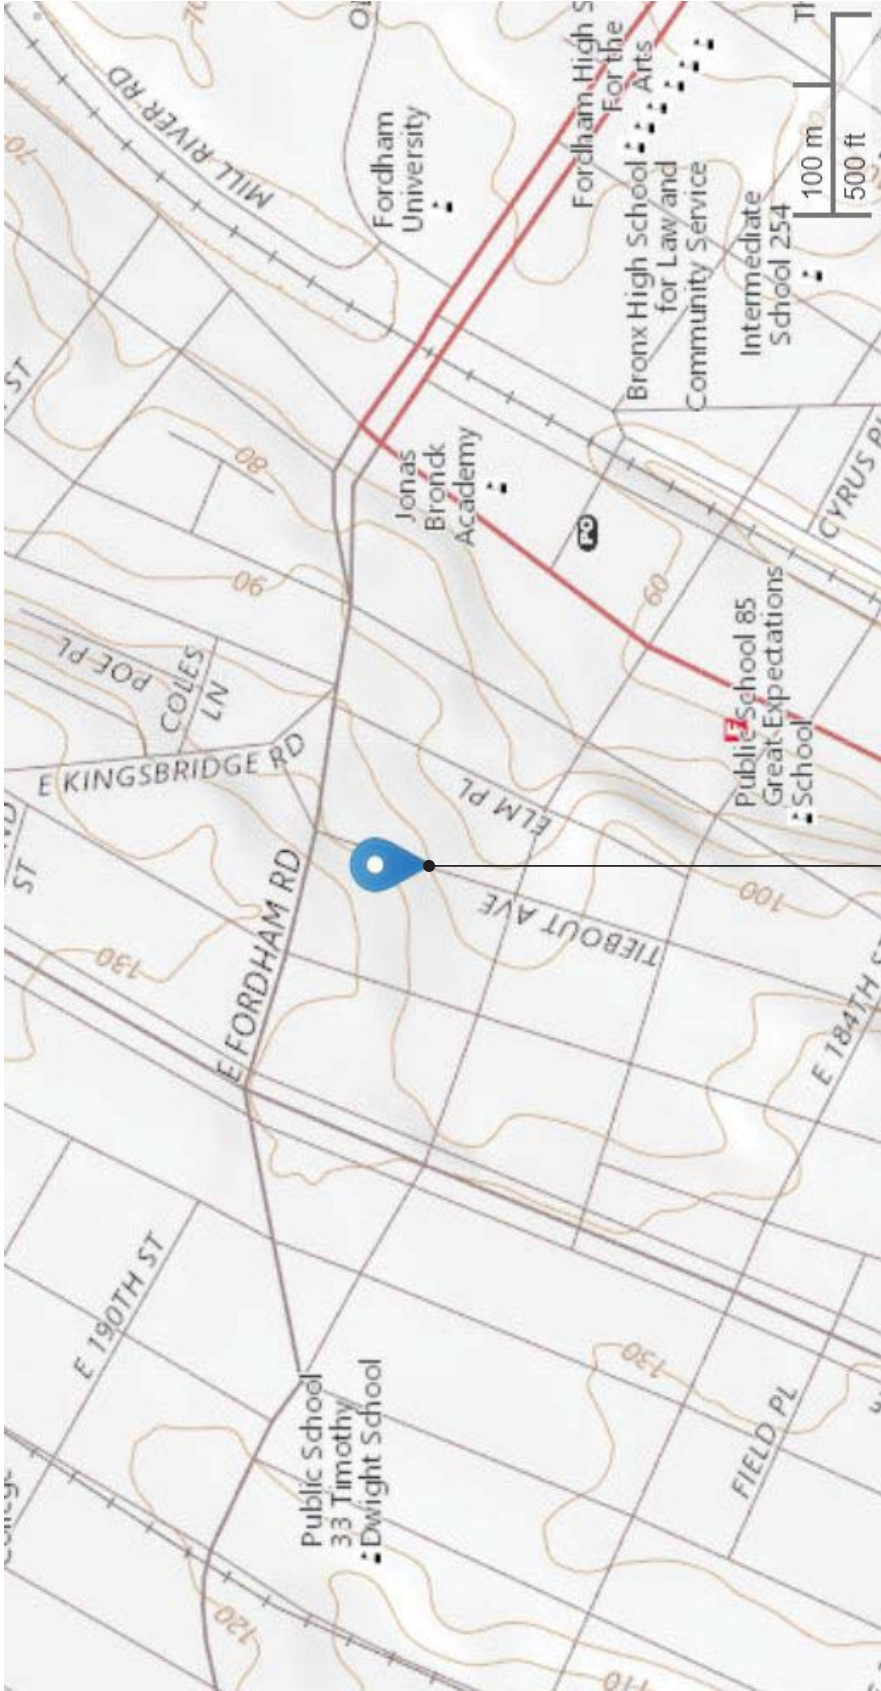 MILL RIVER RD
70
Fordham
University
Fordham High S
For the
Arts
Bronx High School
for Law and
Community Service
Intermediate
School 254
100 m
500 ft
70
ST
80
90
Jonas
Bronck
Academy
PO
60
CYRUS PL
POE PL
COLES
LN
E KINGSBRIDGE RD
ST
E FORDHAM RD
ELM PL
TIEBOUT AVE
Public School 85
Great Expectations
School
F
100
130
E 184TH ST
E 190TH ST
Public School
33 Timothy
Dwight School
130
FIELD PL
120
110